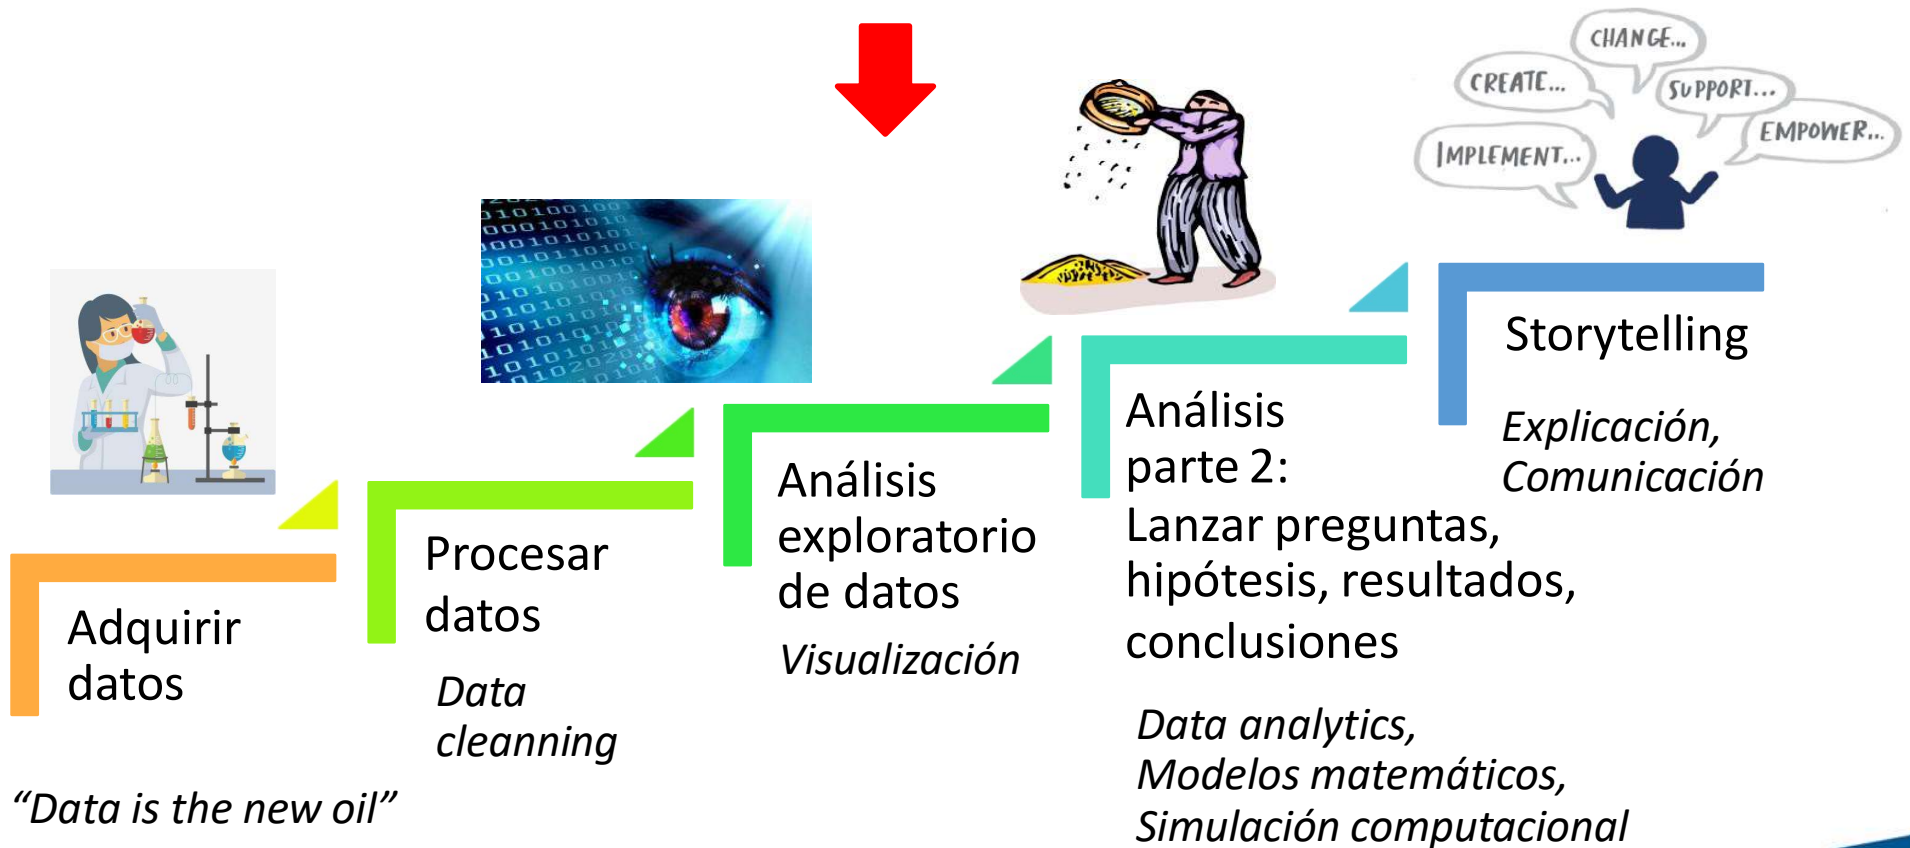 CHANGE...
CREATE...
SUPPORT...
EMPOWER...
IMPLEMENT...
Adquirir
datos
“Data is the new oil”
Procesar
datos
Data
cleanning
Análisis
exploratorio
de datos
Visualización
Análisis
parte 2:
Lanzar preguntas,
hipótesis, resultados,
conclusiones
Data analytics,
Modelos matemáticos,
Simulación computacional
Storytelling
Explicación,
Comunicación